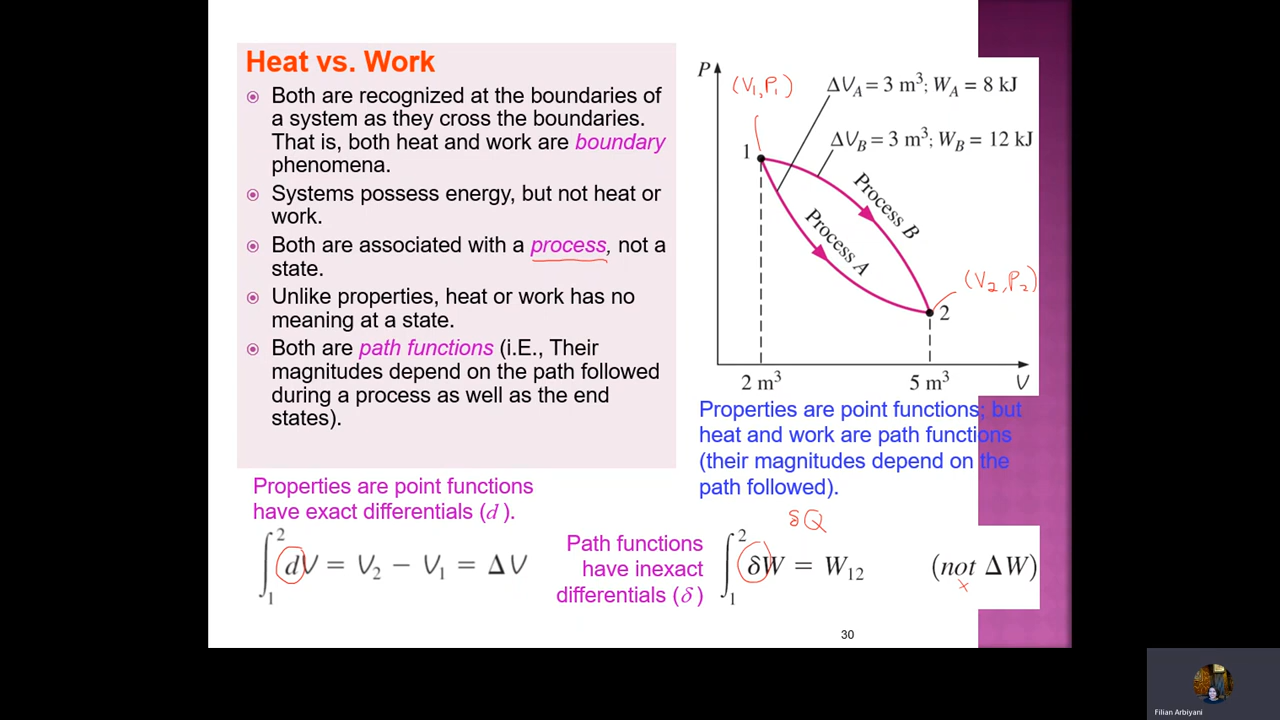 Heat vs. Work
Both are recognized at the boundaries of
a system as they cross the boundaries.
That is, both heat and work are boundary
phenomena.
Systems possess energy, but not heat or
work.
Both are associated with a process, not a
state.
Unlike properties, heat or work has no
meaning at a state.
Both are path functions (i.E., Their
magnitudes depend on the path followed
during a process as well as the end
states).
P
(V₁,P₁)
ΔV_A = 3 m³; W_A = 8 kJ
ΔV_B = 3 m³; W_B = 12 kJ
1
Process B
Process A
(V₂,P₂)
2
2 m³ 5 m³ V
Properties are point functions; but
heat and work are path functions
(their magnitudes depend on the
path followed).
Properties are point functions
have exact differentials (d ).
∫₁² dV = V₂ − V₁ = ΔV
Path functions
have inexact
differentials (δ )
δQ
∫₁² δW = W₁₂ (not ΔW)
x
30
Filian Arbiyani